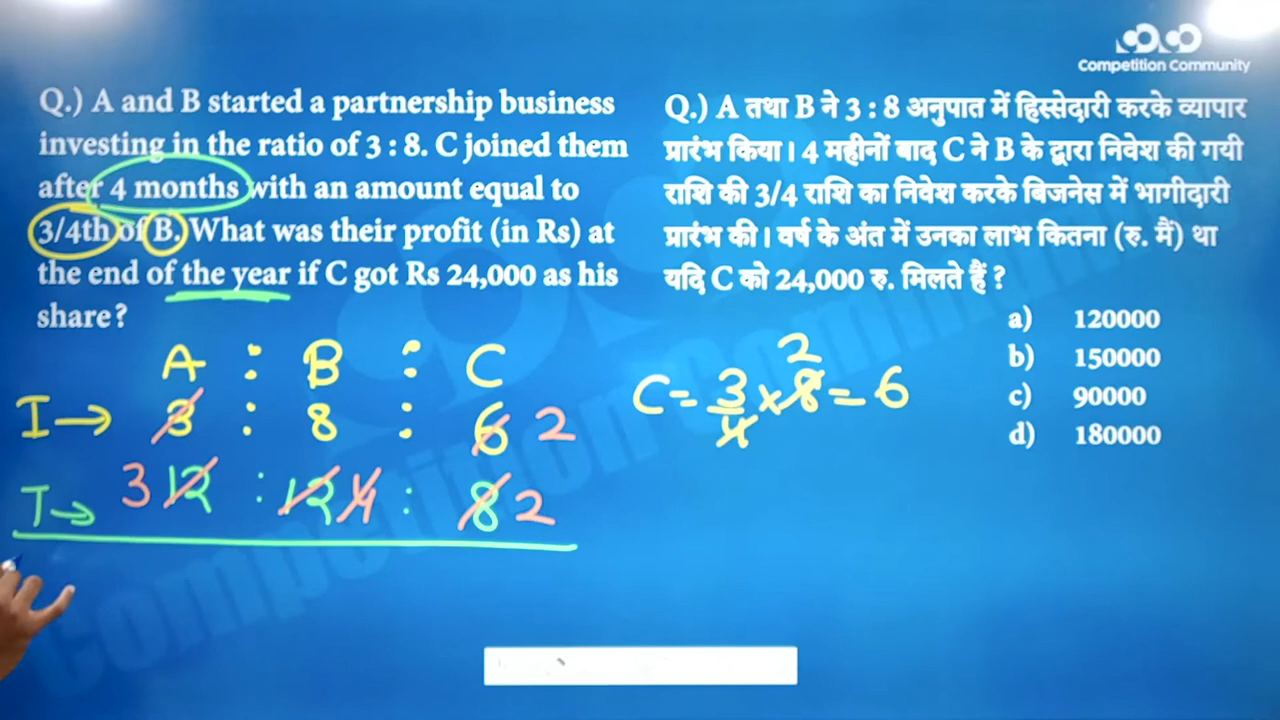 Competition Community
Q.) A and B started a partnership business
investing in the ratio of 3 : 8. C joined them
after 4 months with an amount equal to
3/4th of B. What was their profit (in Rs) at
the end of the year if C got Rs 24,000 as his
share?
Q.) A तथा B ने 3 : 8 अनुपात में हिस्सेदारी करके व्यापार
प्रारंभ किया। 4 महीनों बाद C ने B के द्वारा निवेश की गयी
राशि की 3/4 राशि का निवेश करके बिजनेस में भागीदारी
प्रारंभ की। वर्ष के अंत में उनका लाभ कितना (रु. मैं) था
यदि C को 24,000 रु. मिलते हैं ?
a) 120000
b) 150000
c) 90000
d) 180000
A : B : C
I→ 3 : 8 : 6 2
T→ 3 12 : 12 4 : 8 2
2
C = 3/4 × 8 = 6
Competition Community